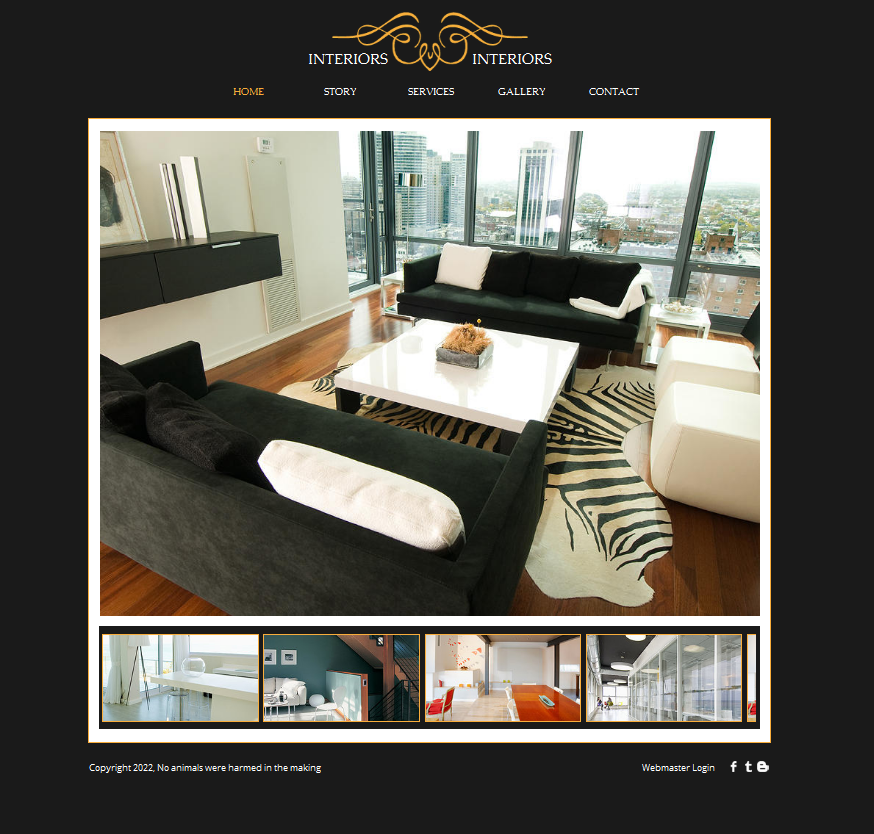 INTERIORS INTERIORS
HOME STORY SERVICES GALLERY CONTACT
Copyright 2022, No animals were harmed in the making
Webmaster Login